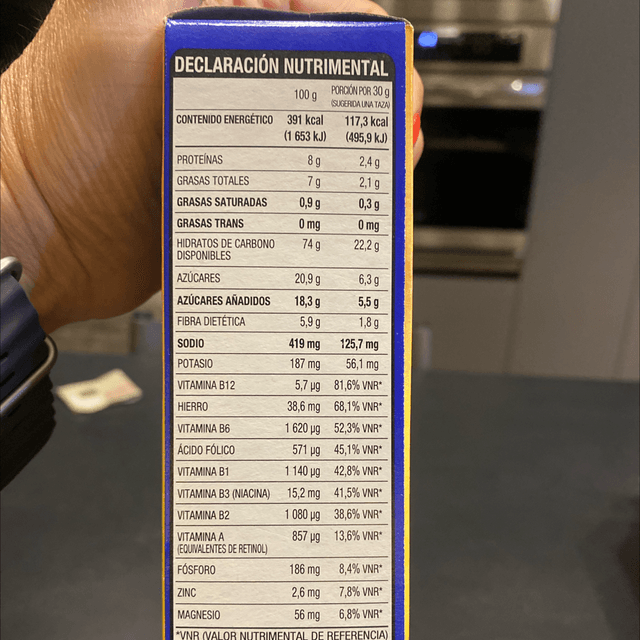 DECLARACIÓN NUTRIMENTAL
100 g PORCIÓN POR 30 g
(SUGERIDA UNA TAZA)
CONTENIDO ENERGÉTICO 391 kcal 117,3 kcal
(1 653 kJ) (495,9 kJ)
PROTEÍNAS 8 g 2,4 g
GRASAS TOTALES 7 g 2,1 g
GRASAS SATURADAS 0,9 g 0,3 g
GRASAS TRANS 0 mg 0 mg
HIDRATOS DE CARBONO 74 g 22,2 g
DISPONIBLES
AZÚCARES 20,9 g 6,3 g
AZÚCARES AÑADIDOS 18,3 g 5,5 g
FIBRA DIETÉTICA 5,9 g 1,8 g
SODIO 419 mg 125,7 mg
POTASIO 187 mg 56,1 mg
VITAMINA B12 5,7 µg 81,6% VNR*
HIERRO 38,6 mg 68,1% VNR*
VITAMINA B6 1 620 µg 52,3% VNR*
ÁCIDO FÓLICO 571 µg 45,1% VNR*
VITAMINA B1 1 140 µg 42,8% VNR*
VITAMINA B3 (NIACINA) 15,2 mg 41,5% VNR*
VITAMINA B2 1 080 µg 38,6% VNR*
VITAMINA A 857 µg 13,6% VNR*
(EQUIVALENTES DE RETINOL)
FÓSFORO 186 mg 8,4% VNR*
ZINC 2,6 mg 7,8% VNR*
MAGNESIO 56 mg 6,8% VNR*
*VNR (VALOR NUTRIMENTAL DE REFERENCIA)